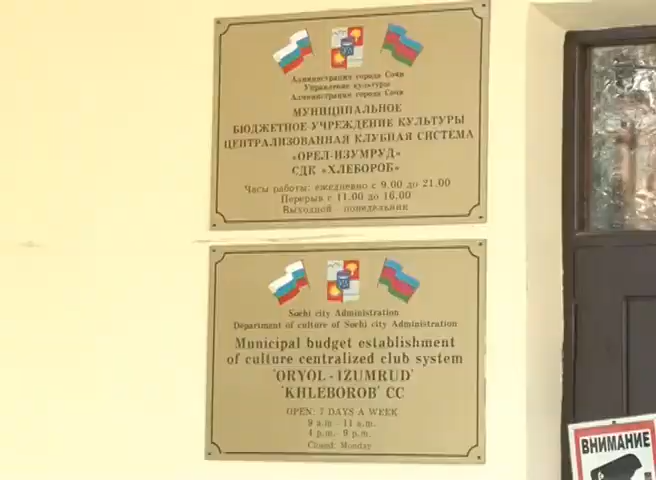 Администрация города Сочи
Управление культуры
Администрации города Сочи
МУНИЦИПАЛЬНОЕ
БЮДЖЕТНОЕ УЧРЕЖДЕНИЕ КУЛЬТУРЫ
ЦЕНТРАЛИЗОВАННАЯ КЛУБНАЯ СИСТЕМА
«ОРЕЛ-ИЗУМРУД»
СДК «ХЛЕБОРОБ»
Часы работы: ежедневно с 9.00 до 21.00
Перерыв с 11.00 до 16.00
Выходной понедельник
Sochi city Administration
Department of culture of Sochi city Administration
Municipal budget establishment
of culture centralized club system
'ORYOL - IZUMRUD'
'KHLEBOROB' CC
OPEN: 7 DAYS A WEEK
9 a.m - 11 a.m.
4 p.m.- 9 p.m.
Closed: Monday
ВНИМАНИЕ